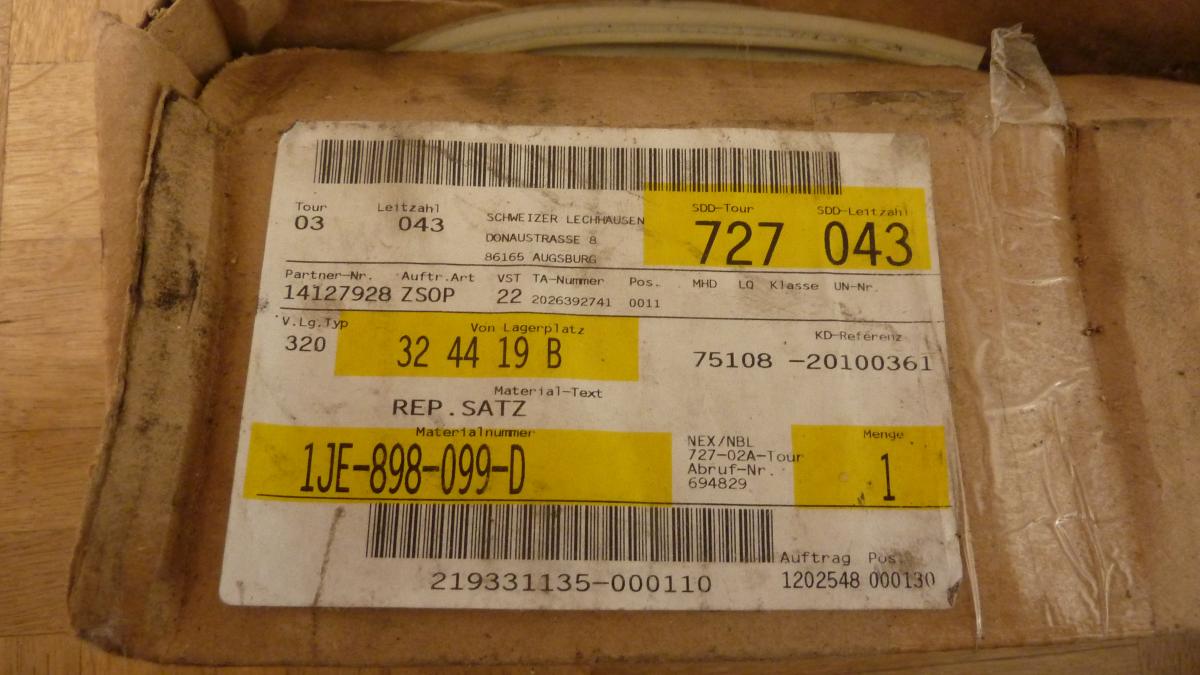 Tour Leitzahl
03 043
SCHWEIZER LECHHAUSEN
DONAUSTRASSE 8
86165 AUGSBURG
SDD-Tour SDD-Leitzahl
727 043
Partner-Nr. Auftr.Art VST TA-Nummer Pos. MHD LQ Klasse UN-Nr.
14127928 ZSOP 22 2026392741 0011
V.Lg.Typ
320
Von Lagerplatz
32 44 19 B
KD-Referenz
75108 -20100361
Material-Text
REP.SATZ
Materialnummer
1JE-898-099-D
NEX/NBL
727-02A-Tour
Abruf-Nr.
694829
Menge
1
219331135-000110
Auftrag Pos.
1202548 000130